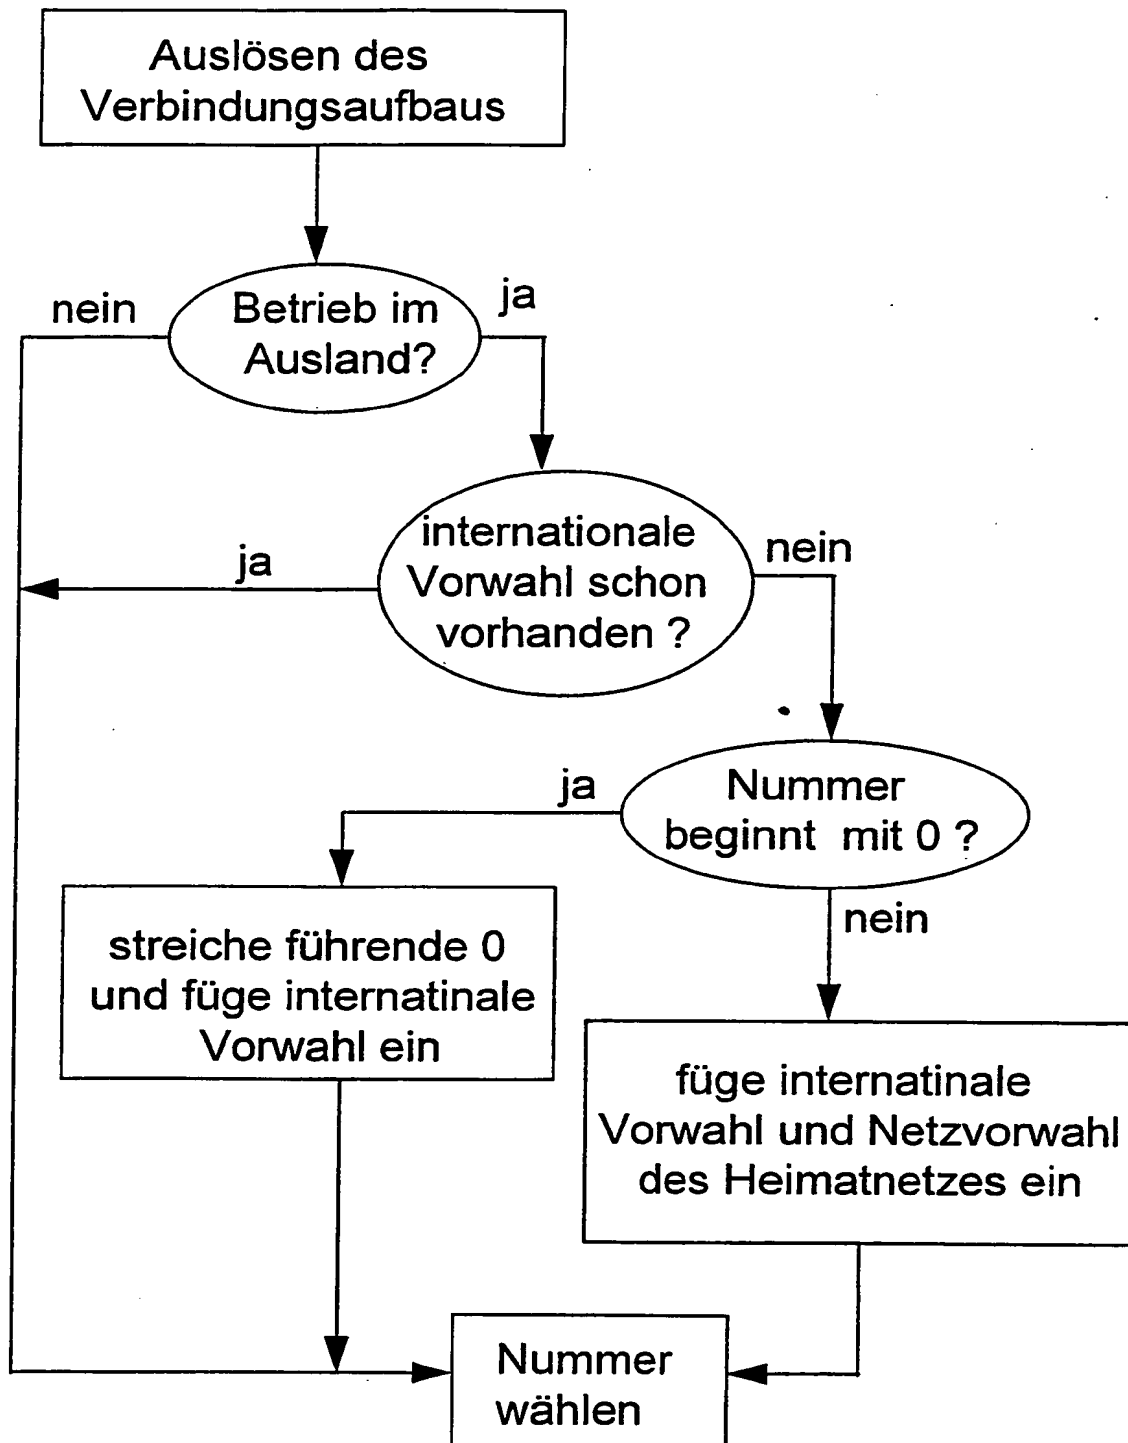 Auslösen des
Verbindungsaufbaus
nein
Betrieb im
Ausland?
ja
internationale
Vorwahl schon
vorhanden ?
ja
nein
Nummer
beginnt mit 0 ?
ja
nein
streiche führende 0
und füge internatinale
Vorwahl ein
füge internatinale
Vorwahl und Netzvorwahl
des Heimatnetzes ein
Nummer
wählen